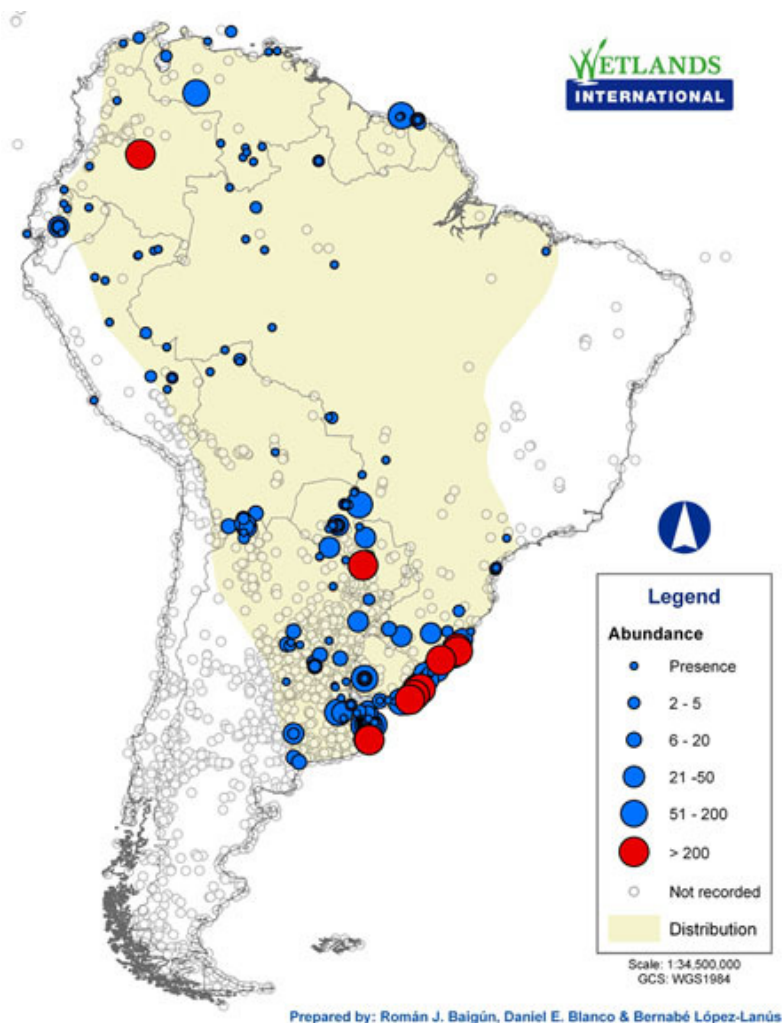 WETLANDS
INTERNATIONAL
Legend
Abundance
Presence
2 - 5
6 - 20
21 -50
51 - 200
> 200
Not recorded
Distribution
Scale: 1:34,500,000
GCS: WGS1984
Prepared by: Román J. Baigún, Daniel E. Blanco & Bernabé López-Lanús